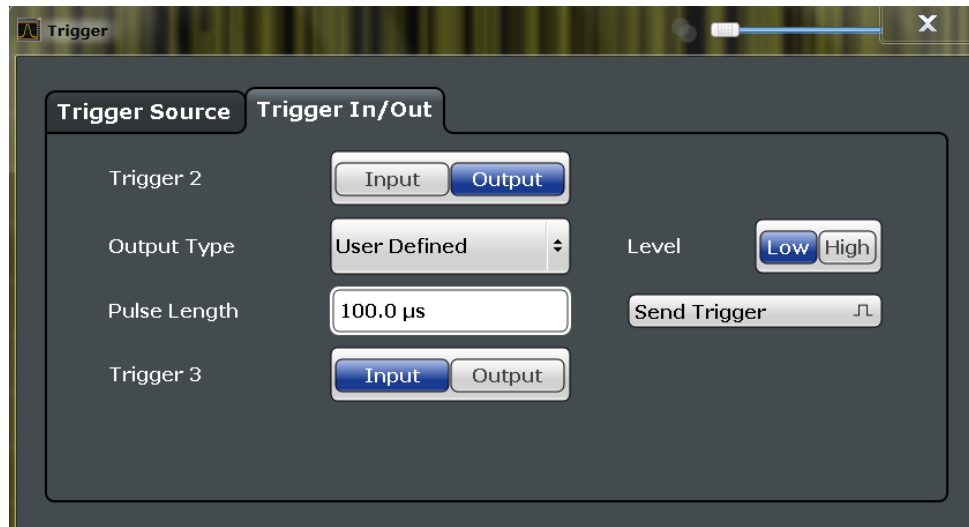 Trigger
X
Trigger Source Trigger In/Out
Trigger 2 Input Output
Output Type User Defined Level Low High
Pulse Length 100.0 µs Send Trigger
Trigger 3 Input Output